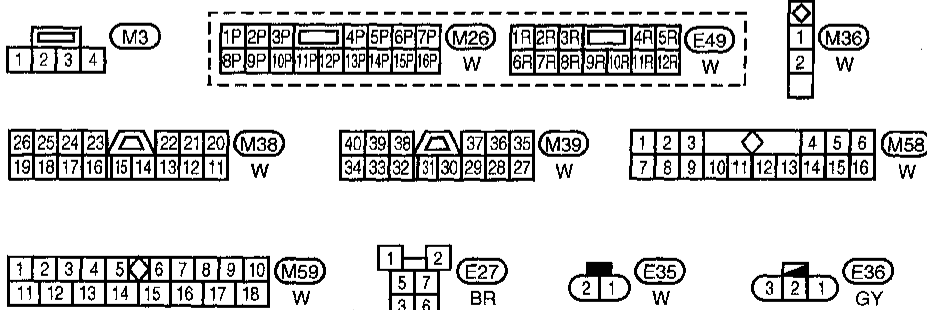 M3
1 2 3 4
1P 2P 3P 4P 5P 6P 7P
8P 9P 10P 11P 12P 13P 14P 15P 16P
M26
W
1R 2R 3R 4R 5R
6R 7R 8R 9R 10R 11R 12R
E49
W
1
2
M36
W
26 25 24 23 22 21 20
19 18 17 16 15 14 13 12 11
M38
W
40 39 38 37 36 35
34 33 32 31 30 29 28 27
M39
W
1 2 3 4 5 6
7 8 9 10 11 12 13 14 15 16
M58
W
1 2 3 4 5 6 7 8 9 10
11 12 13 14 15 16 17 18
M59
W
1 2
5 7
3 6
E27
BR
2 1
E35
W
3 2 1
E36
GY